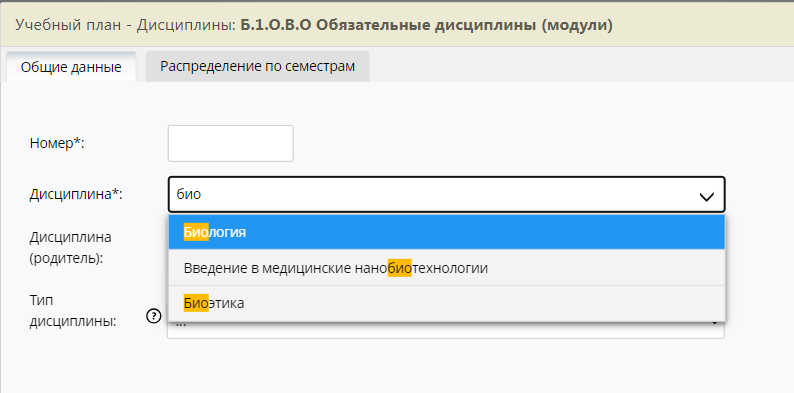 Учебный план - Дисциплины: Б.1.О.В.О Обязательные дисциплины (модули)
Общие данные
Распределение по семестрам
Номер*:
Дисциплина*:
био
Биология
Дисциплина
(родитель):
Введение в медицинские нанобиотехнологии
Биоэтика
Тип
дисциплины:
?
...